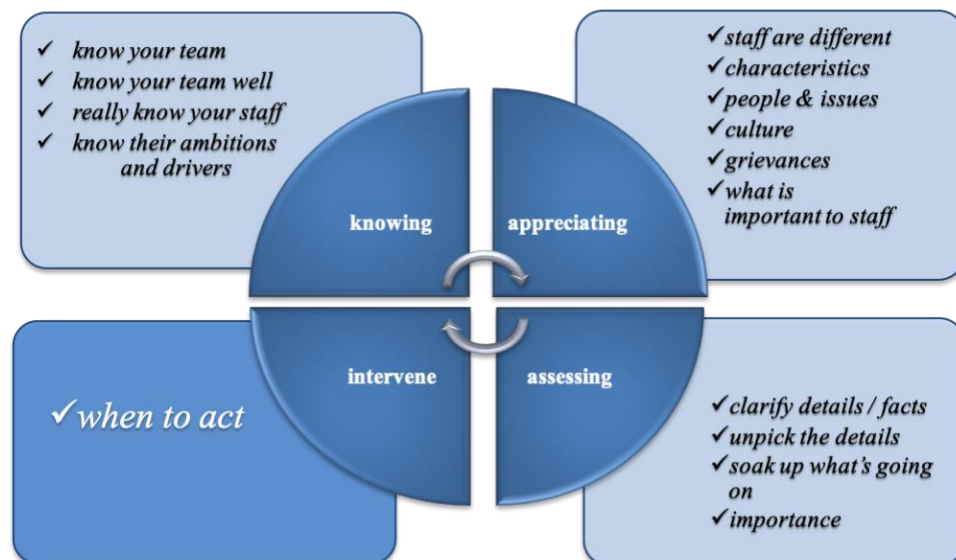 ✓ know your team
✓ know your team well
✓ really know your staff
✓ know their ambitions
and drivers
✓ staff are different
✓ characteristics
✓ people & issues
✓ culture
✓ grievances
✓ what is
important to staff
knowing
appreciating
intervene
assessing
✓ when to act
✓ clarify details / facts
✓ unpick the details
✓ soak up what's going
on
✓ importance